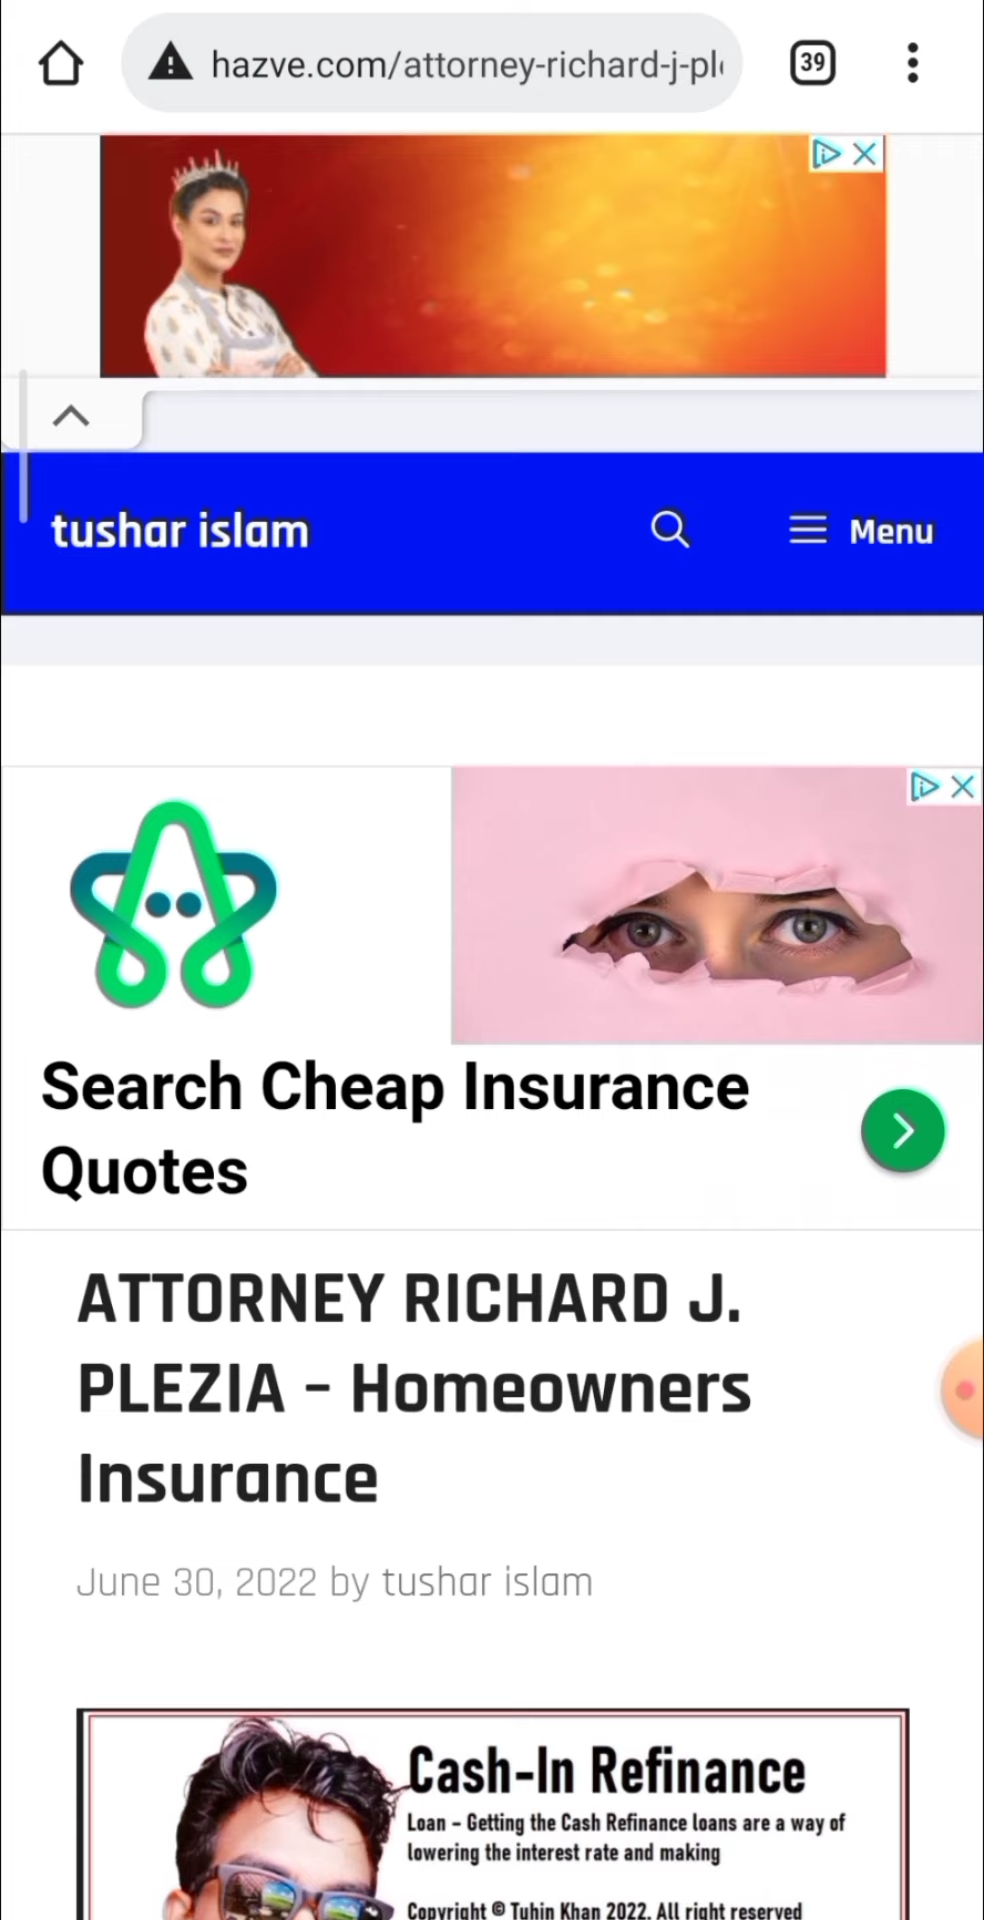 hazve.com/attorney-richard-j-pl
39
tushar islam
Menu
Search Cheap Insurance
Quotes
ATTORNEY RICHARD J.
PLEZIA – Homeowners
Insurance
June 30, 2022 by tushar islam
Cash-In Refinance
Loan – Getting the Cash Refinance loans are a way of
lowering the interest rate and making
Copyright © Tuhin Khan 2022. All right reserved